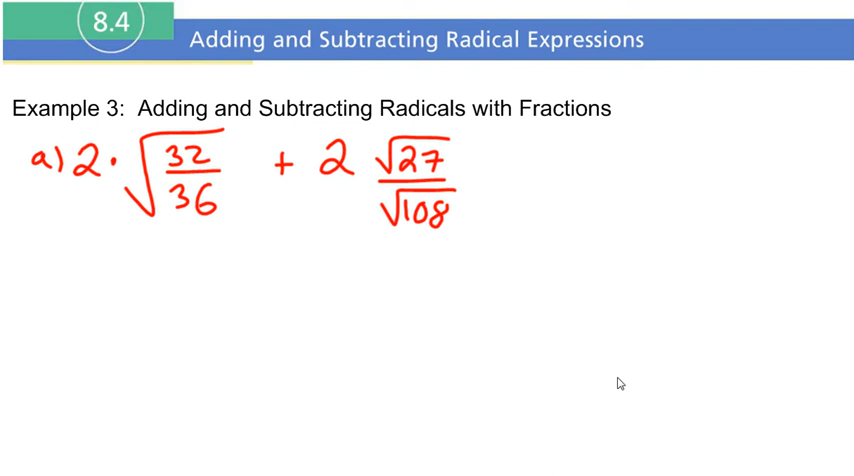 8.4
Adding and Subtracting Radical Expressions
Example 3: Adding and Subtracting Radicals with Fractions
a) 2 · √(32/36) + 2 √27/√108